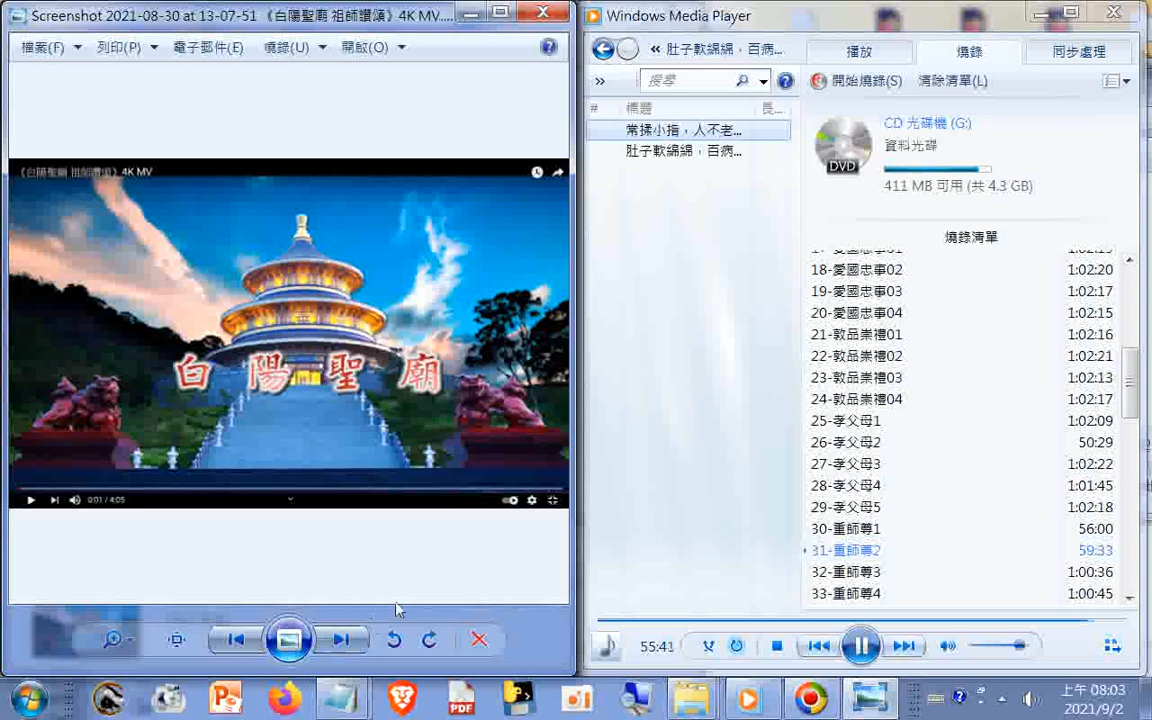 Screenshot 2021-08-30 at 13-07-51 《白陽聖廟 祖師讚頌》4K MV....
檔案(F)
列印(P)
電子郵件(E)
燒錄(U)
開啟(O)
《白陽聖廟 祖師讚頌》4K MV
白陽聖廟
0:01 / 4:05
Windows Media Player
« 肚子軟綿綿，百病...
播放
燒錄
同步處理
»
搜尋
開始燒錄(S)
清除清單(L)
#
標題
長...
常揉小指，人不老...
肚子軟綿綿，百病...
CD 光碟機 (G:)
資料光碟
DVD
411 MB 可用 (共 4.3 GB)
燒錄清單
18-愛國忠事02 1:02:20
19-愛國忠事03 1:02:17
20-愛國忠事04 1:02:15
21-敦品崇禮01 1:02:16
22-敦品崇禮02 1:02:21
23-敦品崇禮03 1:02:13
24-敦品崇禮04 1:02:17
25-孝父母1 1:02:09
26-孝父母2 50:29
27-孝父母3 1:02:22
28-孝父母4 1:01:45
29-孝父母5 1:02:18
30-重師尊1 56:00
31-重師尊2 59:33
32-重師尊3 1:00:36
33-重師尊4 1:00:45
55:41
PDF
上午 08:03
2021/9/2